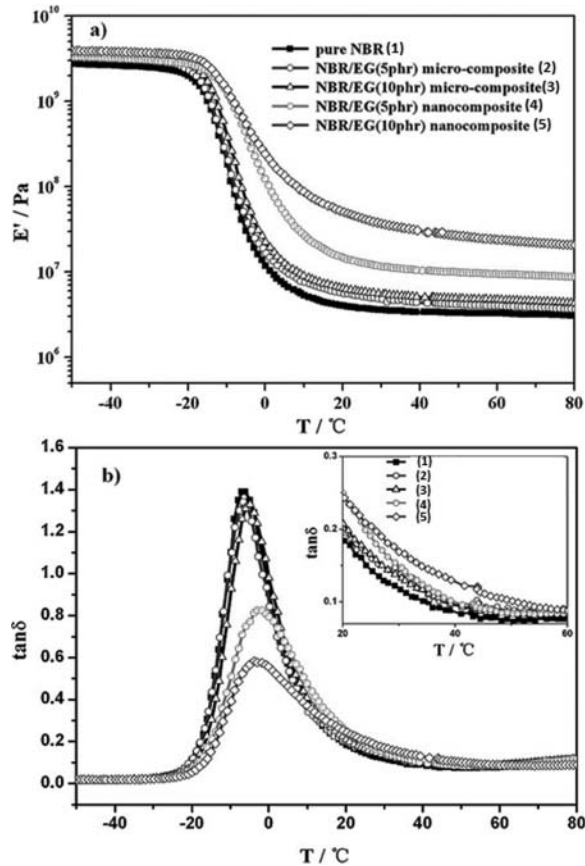 a)
pure NBR (1)
NBR/EG(5phr) micro-composite (2)
NBR/EG(10phr) micro-composite(3)
NBR/EG(5phr) nanocomposite (4)
NBR/EG(10phr) nanocomposite (5)
E' / Pa
10^10
10^9
10^8
10^7
10^6
-40 -20 0 20 40 60 80
T / ℃
b)
tanδ
1.6
1.4
1.2
1.0
0.8
0.6
0.4
0.2
0.0
-40 -20 0 20 40 60 80
T / ℃
(1)
(2)
(3)
(4)
(5)
tanδ
0.3
0.2
0.1
20 40 60
T / ℃